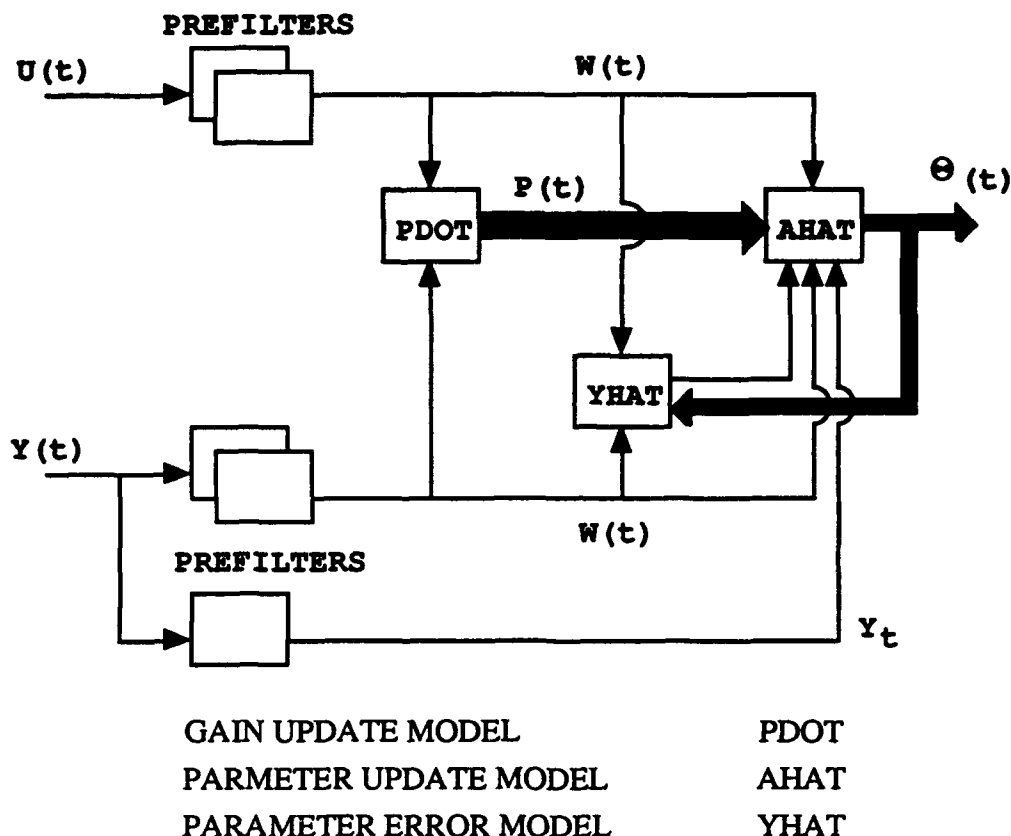 PREFILTERS
U(t)
W(t)
Θ(t)
P(t)
PDOT
AHAT
YHAT
Y(t)
W(t)
PREFILTERS
Yt
GAIN UPDATE MODEL PDOT
PARMETER UPDATE MODEL AHAT
PARAMETER ERROR MODEL YHAT